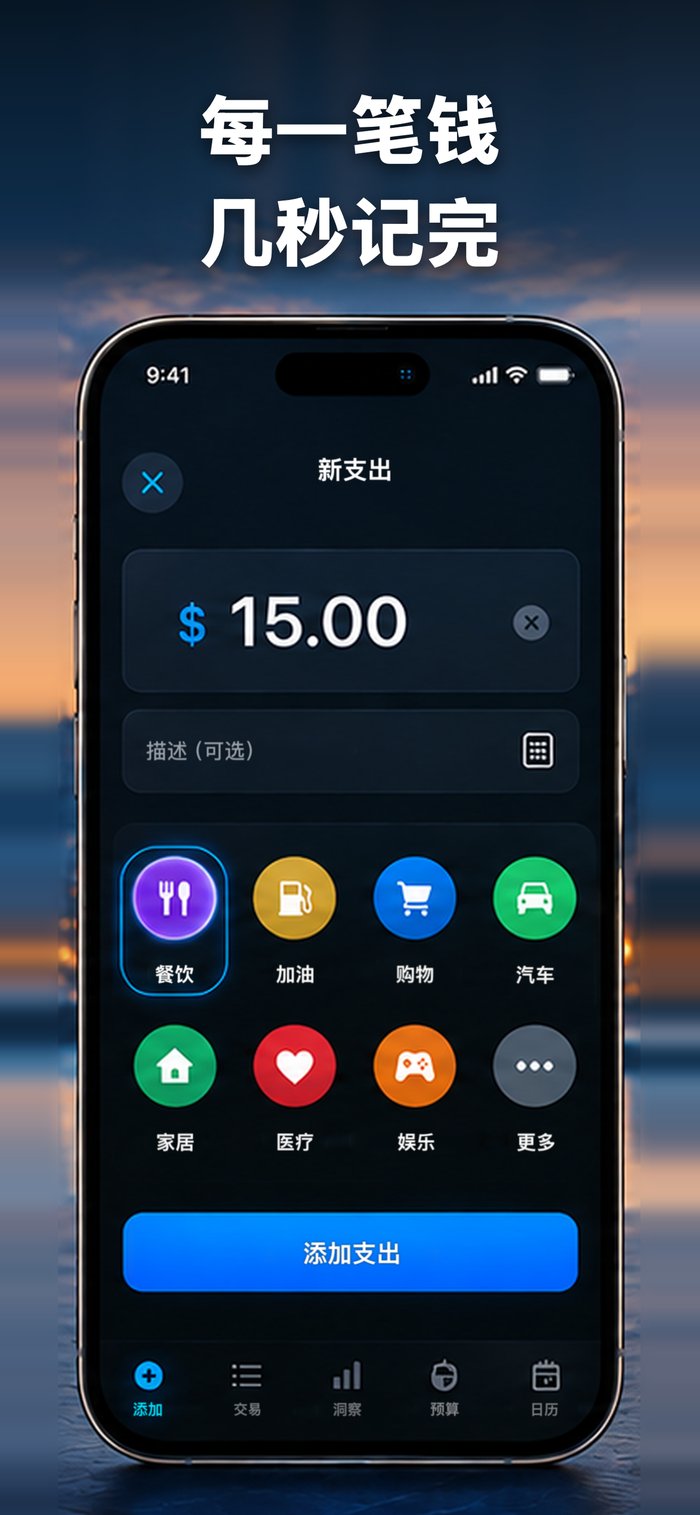 每一笔钱
几秒记完
9:41
新支出
$ 15.00
描述 (可选)
餐饮 加油 购物 汽车
家居 医疗 娱乐 更多
添加支出
添加 交易 洞察 预算 日历